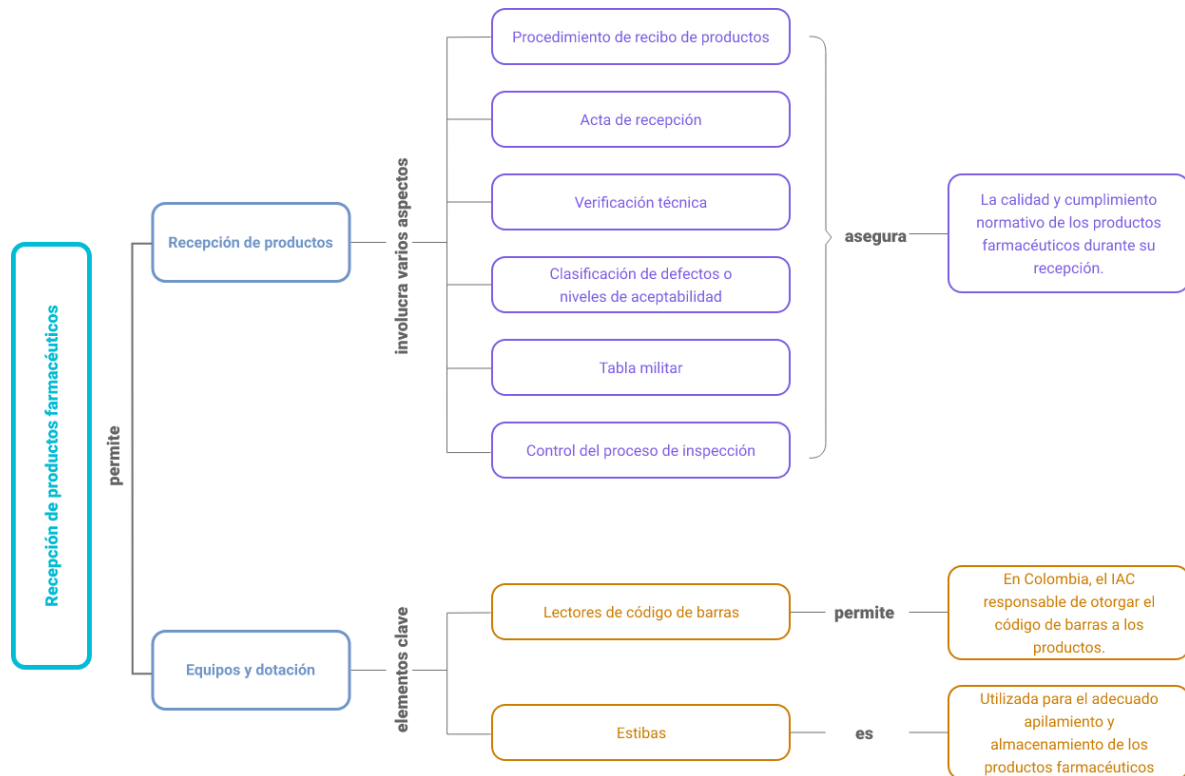 Recepción de productos farmacéuticos
permite
Recepción de productos
involucra varios aspectos
Procedimiento de recibo de productos
Acta de recepción
Verificación técnica
Clasificación de defectos o
niveles de aceptabilidad
Tabla militar
Control del proceso de inspección
asegura
La calidad y cumplimiento
normativo de los productos
farmacéuticos durante su
recepción.
Equipos y dotación
elementos clave
Lectores de código de barras
permite
En Colombia, el IAC
responsable de otorgar el
código de barras a los
productos.
Estibas
es
Utilizada para el adecuado
apilamiento y
almacenamiento de los
productos farmacéuticos